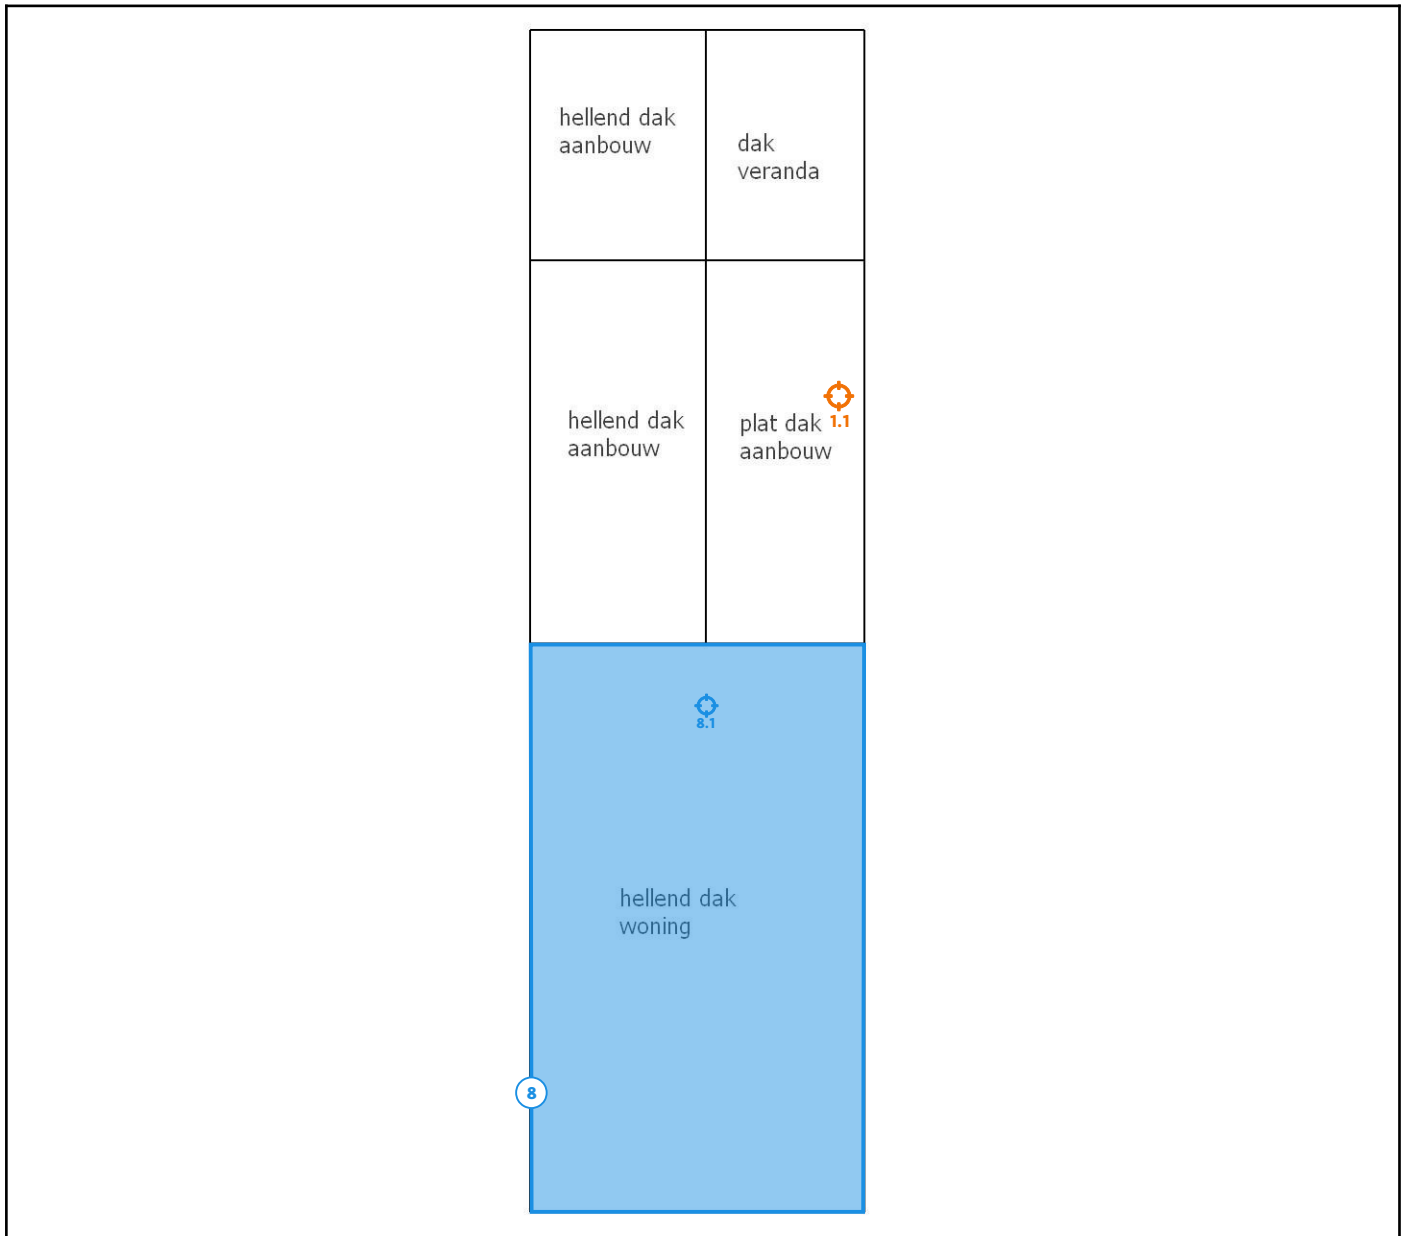 hellend dak
aanbouw
dak
veranda
hellend dak
aanbouw
plat dak
aanbouw
1.1
8.1
hellend dak
woning
8